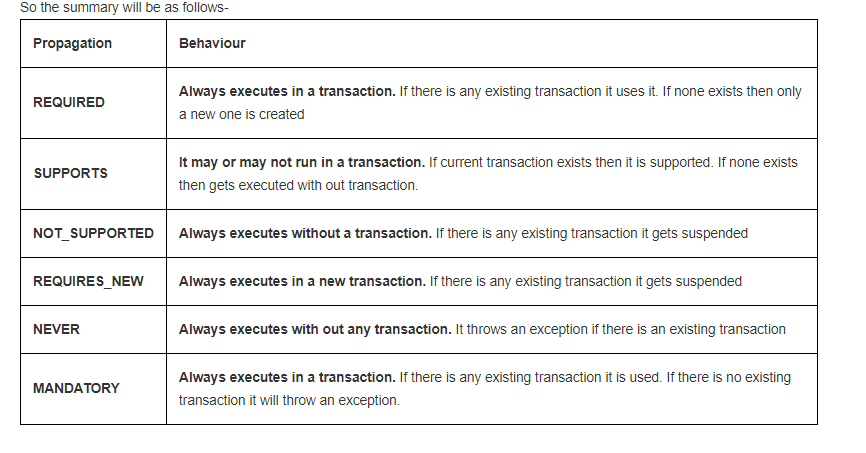 So the summary will be as follows-
Propagation
Behaviour
REQUIRED
Always executes in a transaction. If there is any existing transaction it uses it. If none exists then only
a new one is created
SUPPORTS
It may or may not run in a transaction. If current transaction exists then it is supported. If none exists
then gets executed with out transaction.
NOT_SUPPORTED
Always executes without a transaction. If there is any existing transaction it gets suspended
REQUIRES_NEW
Always executes in a new transaction. If there is any existing transaction it gets suspended
NEVER
Always executes with out any transaction. It throws an exception if there is an existing transaction
MANDATORY
Always executes in a transaction. If there is any existing transaction it is used. If there is no existing
transaction it will throw an exception.